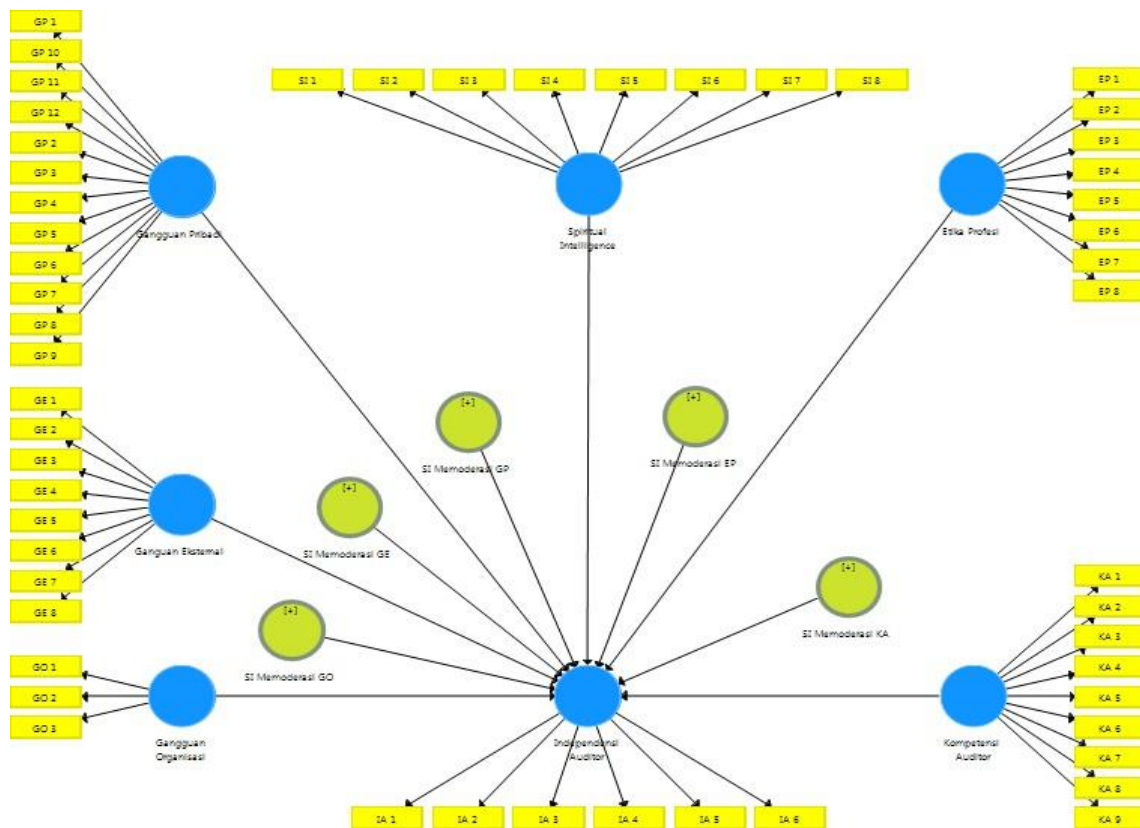 GP 1
GP 10
GP 11
GP 12
GP 2
GP 3
GP 4
GP 5
GP 6
GP 7
GP 8
GP 9
Gangguan Pribadi
SI 1
SI 2
SI 3
SI 4
SI 5
SI 6
SI 7
SI 8
Spiritual
Intelligence
EP 1
EP 2
EP 3
EP 4
EP 5
EP 6
EP 7
EP 8
Etika Profesi
GE 1
GE 2
GE 3
GE 4
GE 5
GE 6
GE 7
GE 8
Ganguan Eksternal
[+]
SI Memoderasi GP
[+]
SI Memoderasi EP
[+]
SI Memoderasi GE
[+]
SI Memoderasi KA
[+]
SI Memoderasi GO
GO 1
GO 2
GO 3
Gangguan
Organisasi
Independensi
Auditor
Kompetensi
Auditor
KA 1
KA 2
KA 3
KA 4
KA 5
KA 6
KA 7
KA 8
KA 9
IA 1
IA 2
IA 3
IA 4
IA 5
IA 6